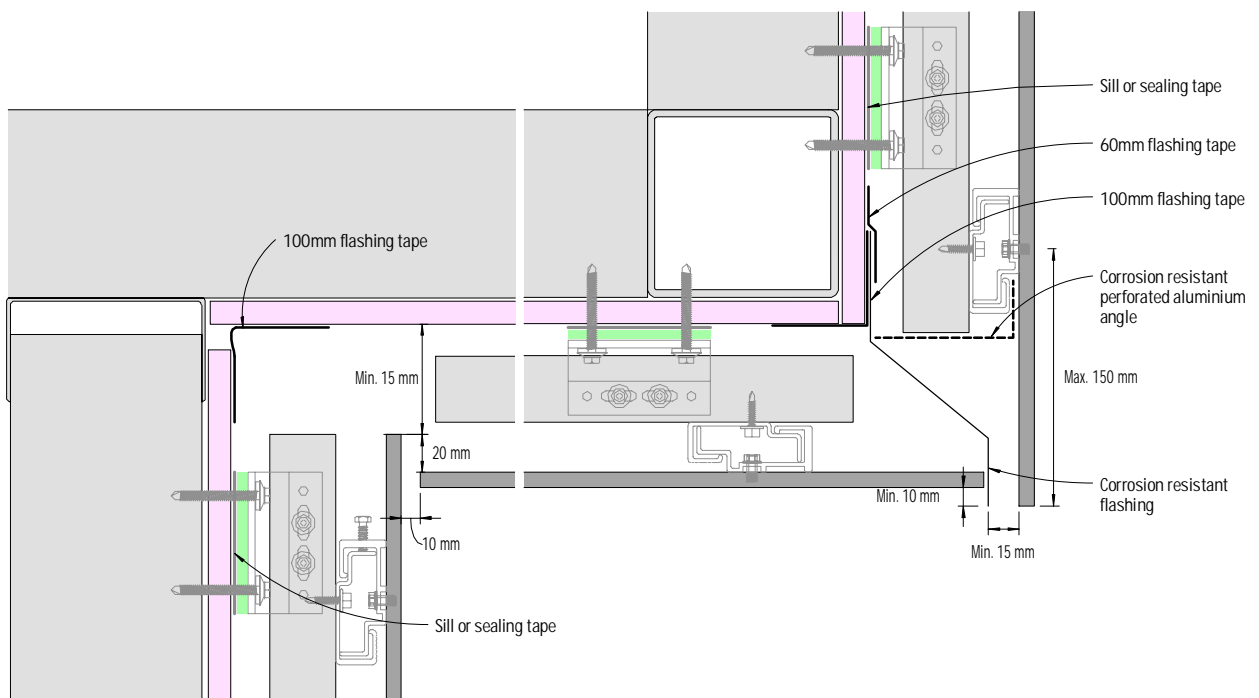 Sill or sealing tape
60mm flashing tape
100mm flashing tape
100mm flashing tape
Corrosion resistant
perforated aluminium
angle
Min. 15 mm
Max. 150 mm
20 mm
Min. 10 mm
Corrosion resistant
flashing
10 mm
Min. 15 mm
Sill or sealing tape